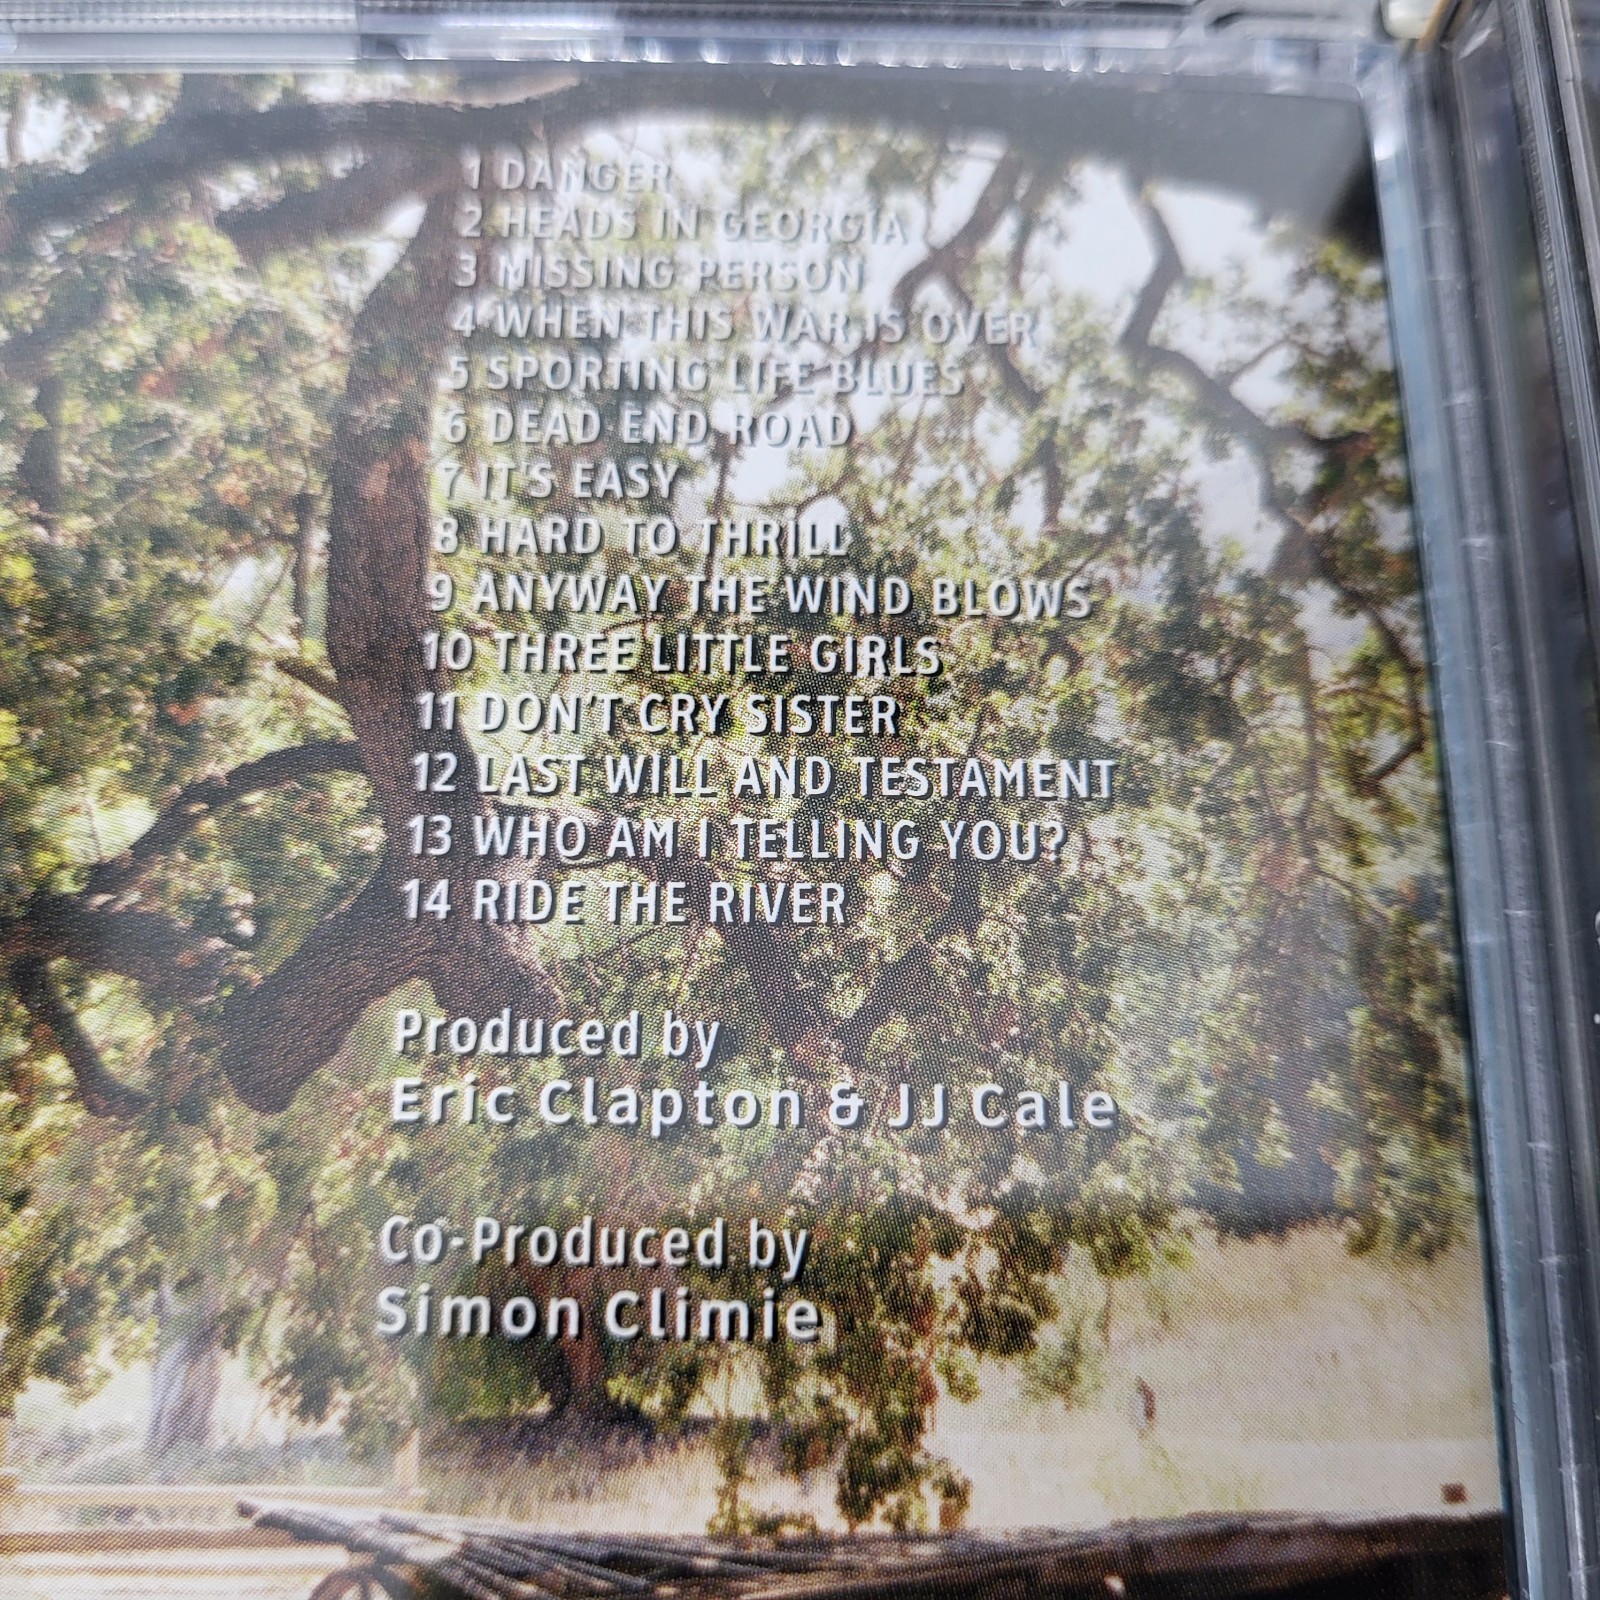 1 DANGER
2 HEADS IN GEORGIA
3 MISSING PERSON
4 WHEN THIS WAR IS OVER
5 SPORTING LIFE BLUES
6 DEAD END ROAD
7 IT'S EASY
8 HARD TO THRILL
9 ANYWAY THE WIND BLOWS
10 THREE LITTLE GIRLS
11 DON'T CRY SISTER
12 LAST WILL AND TESTAMENT
13 WHO AM I TELLING YOU?
14 RIDE THE RIVER
Produced by
Eric Clapton & JJ Cale
Co-Produced by
Simon Climie